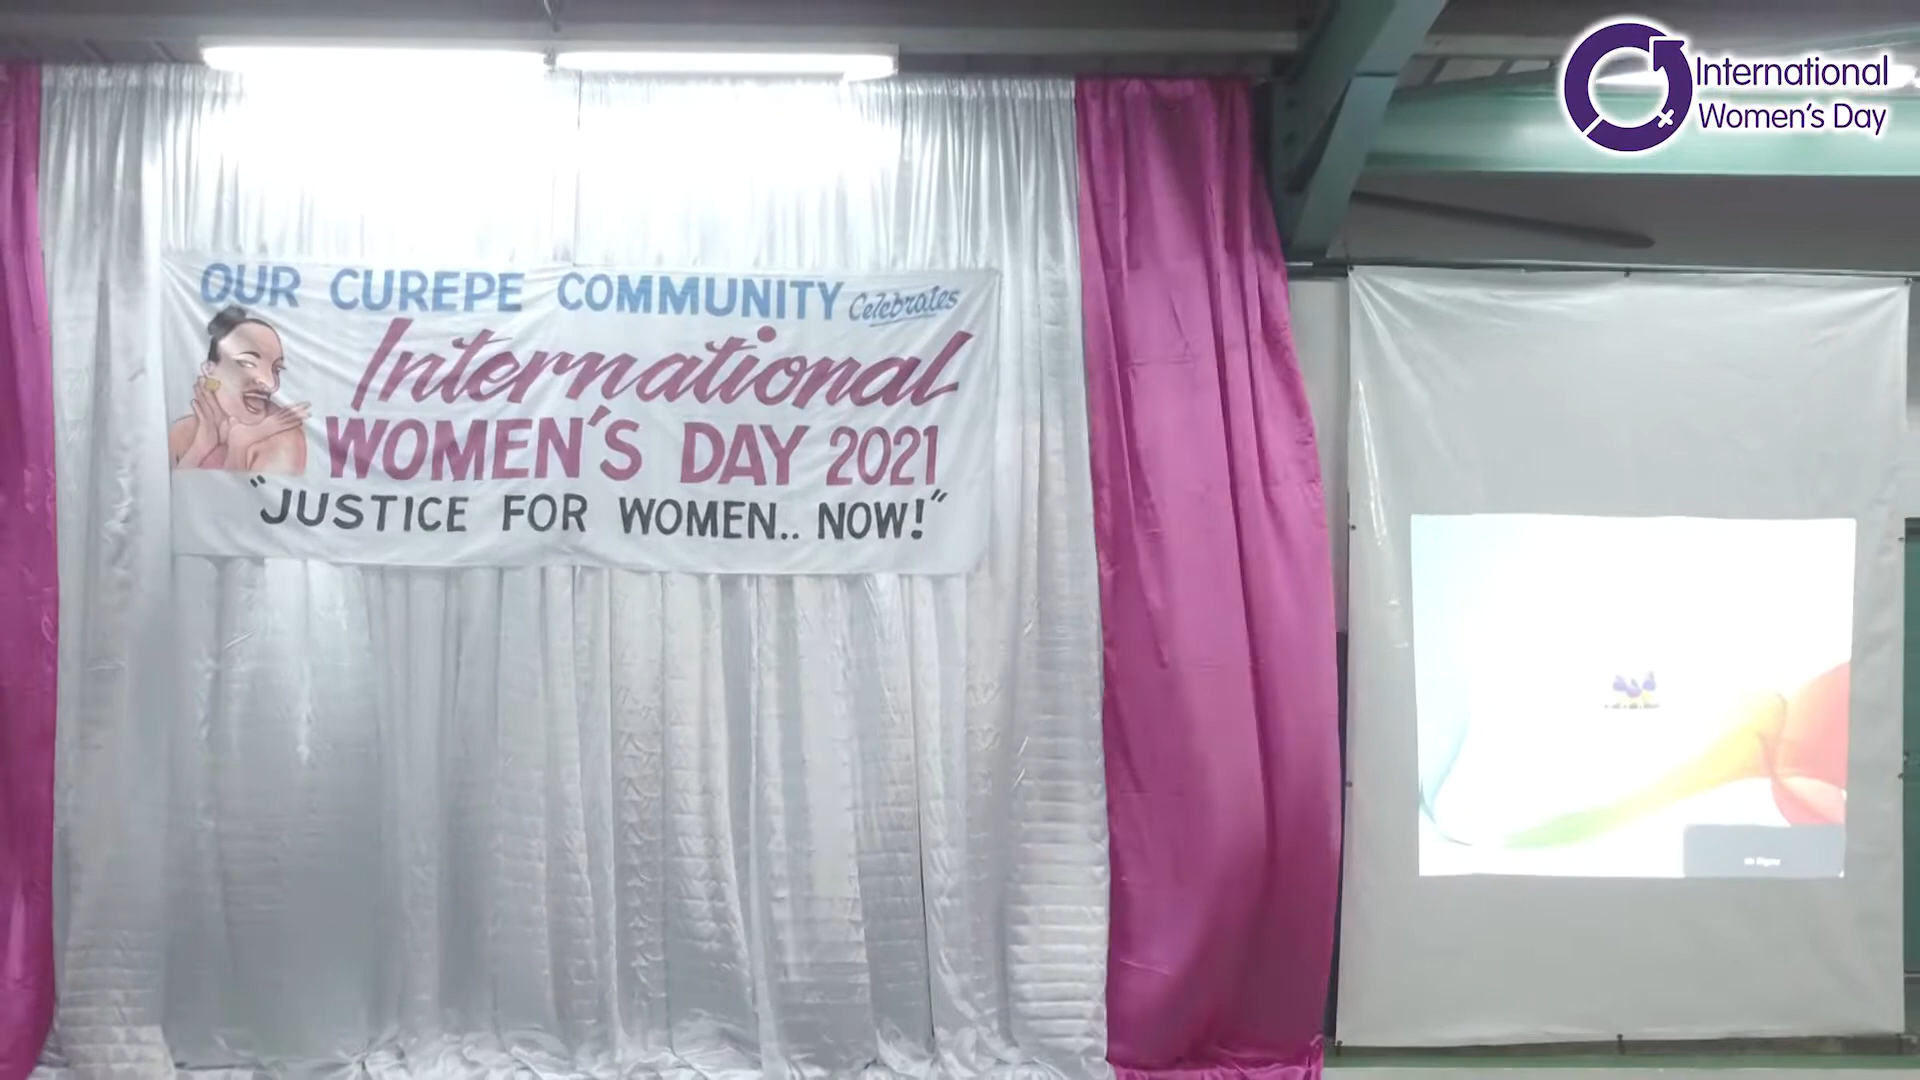 International
Women's Day
OUR CUREPE COMMUNITY Celebrates
International
WOMEN'S DAY 2021
"JUSTICE FOR WOMEN.. NOW!"